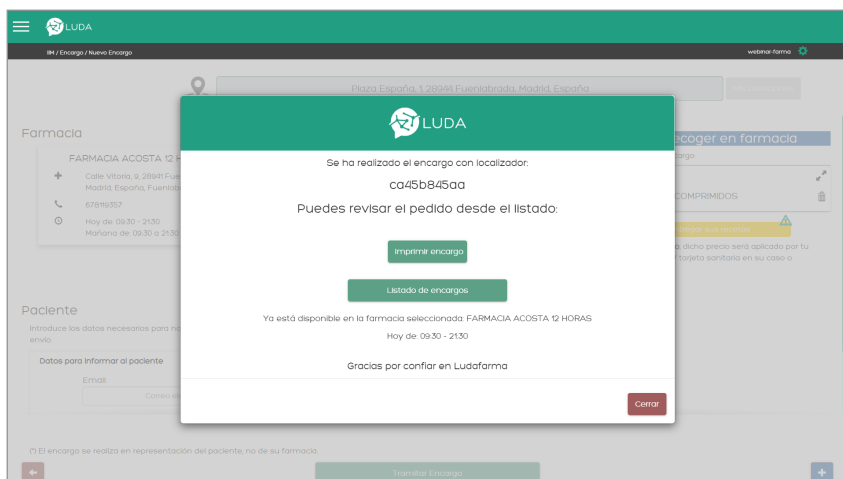 LUDA
IM / Encargo / Nuevo Encargo
webinar-farma
Plaza España, 1, 28944 Fuenlabrada, Madrid, España
LUDA
Se ha realizado el encargo con localizador:
ca45b845aa
Puedes revisar el pedido desde el listado:
Imprimir encargo
Listado de encargos
Ya está disponible en la farmacia seleccionada: FARMACIA ACOSTA 12 HORAS
Hoy de: 09:30 - 21:30
Gracias por confiar en Ludafarma
Cerrar
Farmacia
FARMACIA ACOSTA 12 H
Calle Vitoria, 9, 28941 Fue
Madrid, España, Fuenlab
678119357
Hoy de: 09:30 - 21:30
Mañana de: 09:30 a 21:30
ecoger en farmacia
argo:
COMPRIMIDOS
a, dicho precio será aplicado por tu
/ tarjeta sanitaria en su caso o
Paciente
Introduce los datos necesarios para no
envío.
Datos para informar al paciente
Email
Correo e
(*) El encargo se realiza en representación del paciente, no de su farmacia.
Tramitar Encargo